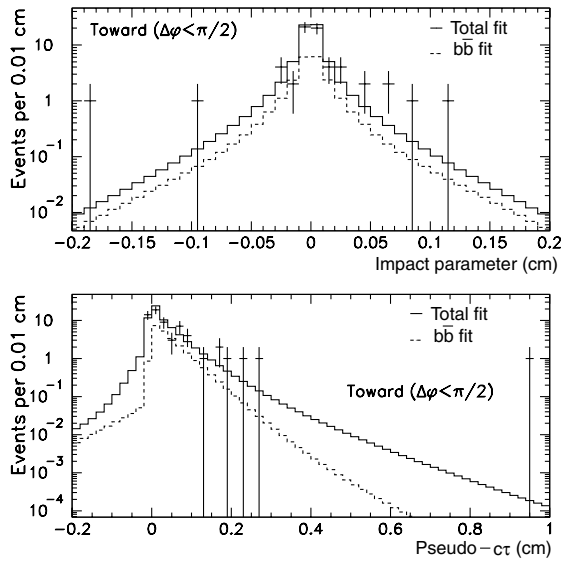 Toward (Δφ<π/2)
Total fit
bb̅ fit
Events per 0.01 cm
10
1
10⁻¹
10⁻²
-0.2 -0.15 -0.1 -0.05 0 0.05 0.1 0.15 0.2
Impact parameter (cm)
Total fit
bb̅ fit
Toward (Δφ<π/2)
Events per 0.01 cm
10
1
10⁻¹
10⁻²
10⁻³
10⁻⁴
-0.2 0 0.2 0.4 0.6 0.8 1
Pseudo-cτ (cm)